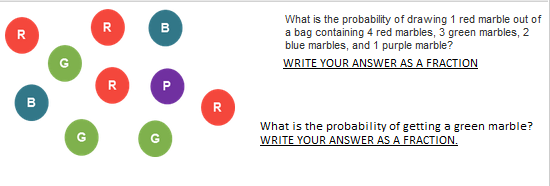 R
R
B
G
R
P
B
R
G
G
What is the probability of drawing 1 red marble out of
a bag containing 4 red marbles, 3 green marbles, 2
blue marbles, and 1 purple marble?
WRITE YOUR ANSWER AS A FRACTION
What is the probability of getting a green marble?
WRITE YOUR ANSWER AS A FRACTION.